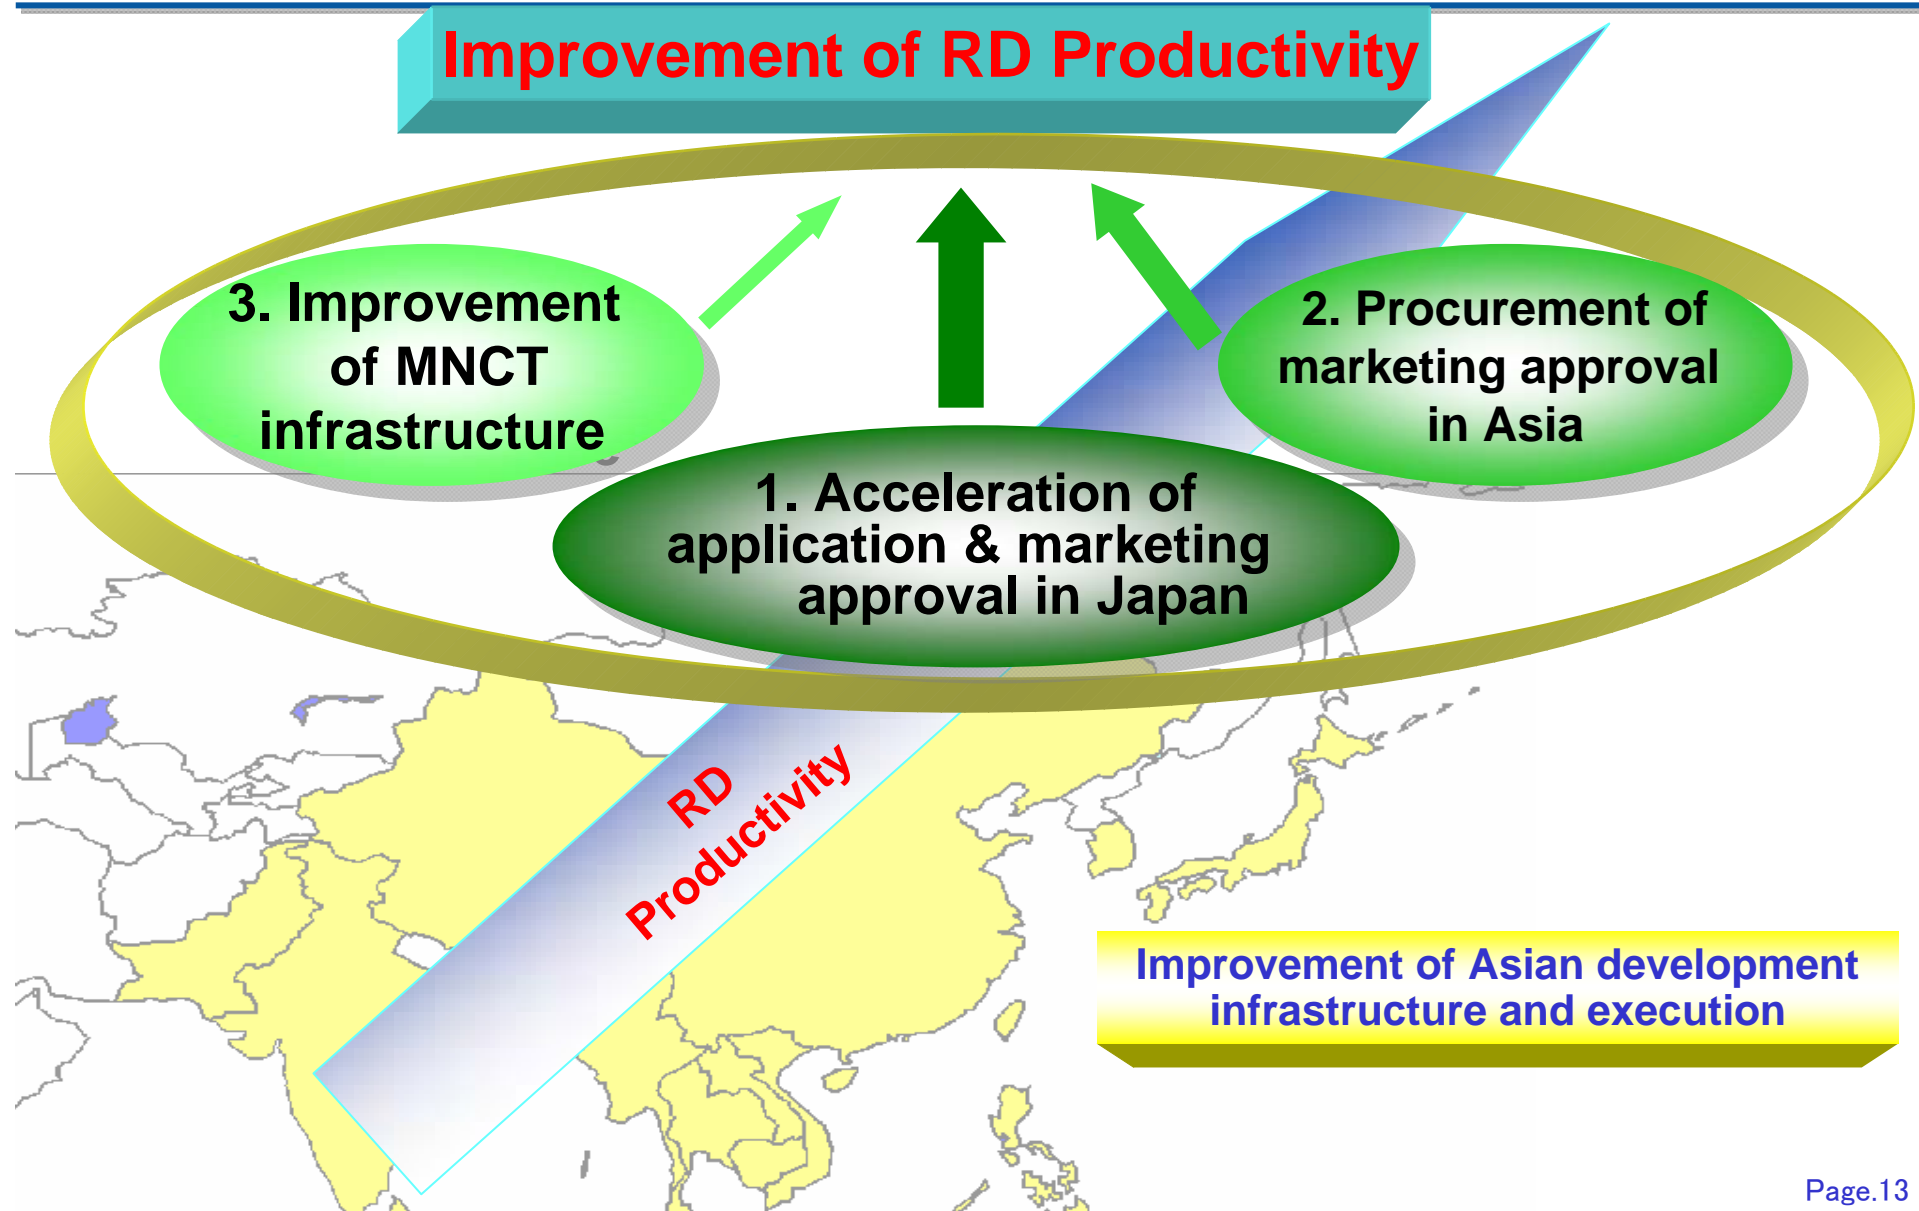 Improvement of RD Productivity
3. Improvement
of MNCT
infrastructure
2. Procurement of
marketing approval
in Asia
1. Acceleration of
application & marketing
approval in Japan
RD
Productivity
Improvement of Asian development
infrastructure and execution
Page.13